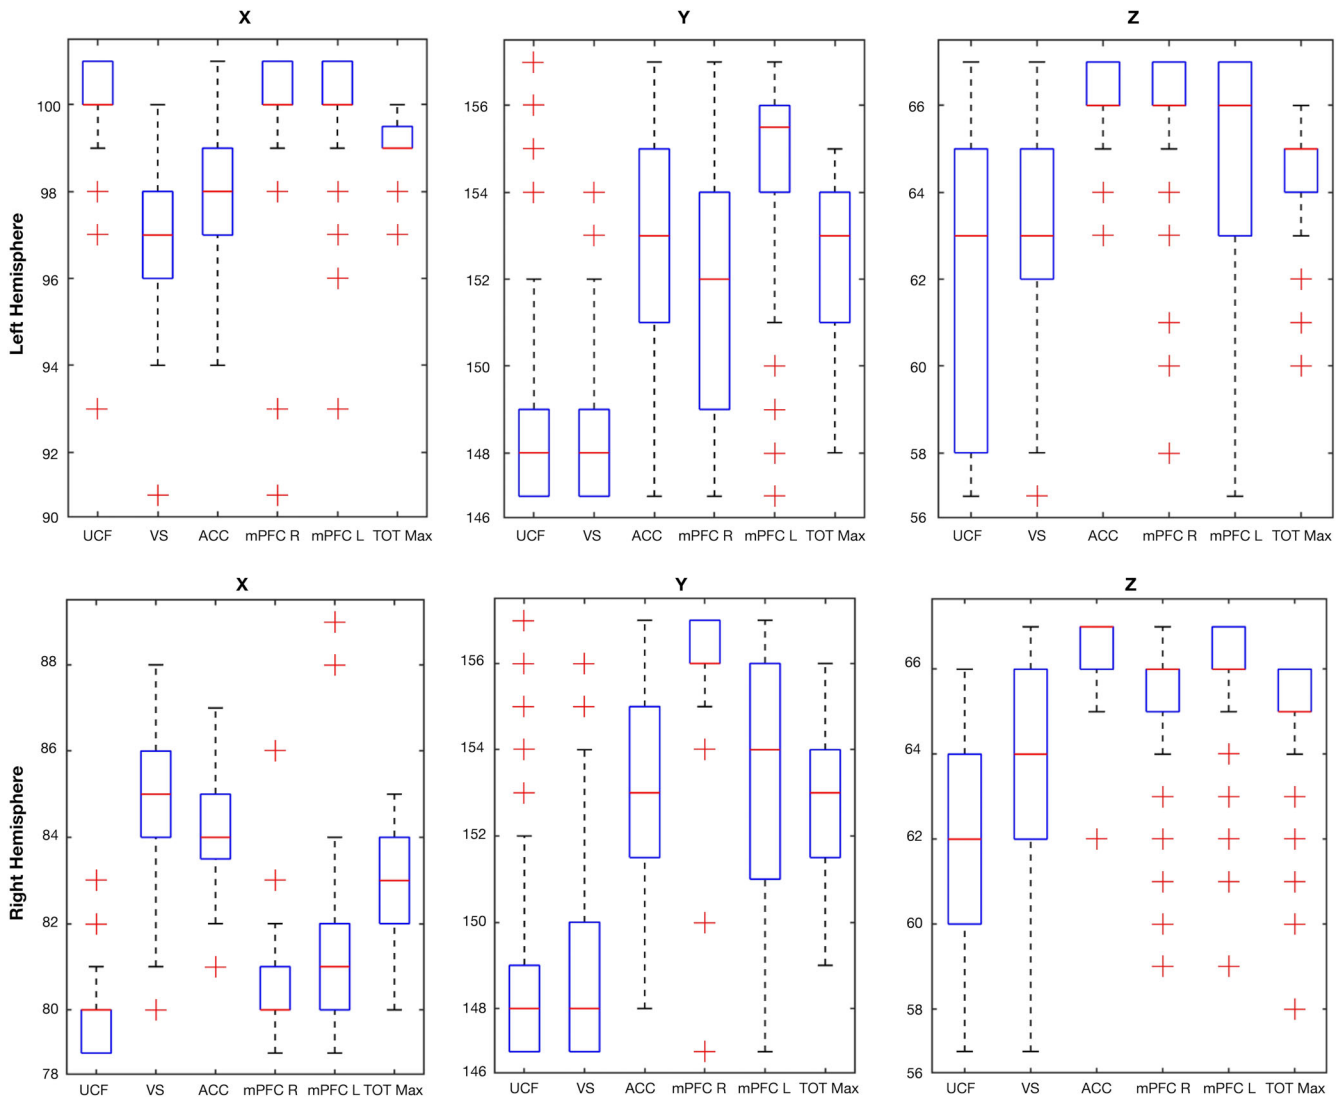 X
Y
Z
Left Hemisphere
100
98
96
94
92
90
UCF VS ACC mPFC R mPFC L TOT Max
156
154
152
150
148
146
UCF VS ACC mPFC R mPFC L TOT Max
66
64
62
60
58
56
UCF VS ACC mPFC R mPFC L TOT Max
X
Y
Z
Right Hemisphere
88
86
84
82
80
78
UCF VS ACC mPFC R mPFC L TOT Max
156
154
152
150
148
146
UCF VS ACC mPFC R mPFC L TOT Max
66
64
62
60
58
56
UCF VS ACC mPFC R mPFC L TOT Max